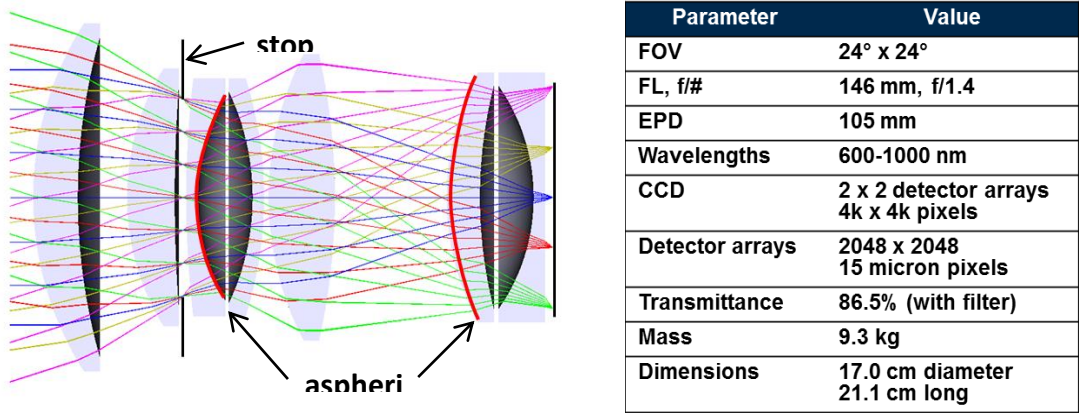 stop
aspheri
Parameter Value
FOV 24° x 24°
FL, f/# 146 mm, f/1.4
EPD 105 mm
Wavelengths 600-1000 nm
CCD 2 x 2 detector arrays
4k x 4k pixels
Detector arrays 2048 x 2048
15 micron pixels
Transmittance 86.5% (with filter)
Mass 9.3 kg
Dimensions 17.0 cm diameter
21.1 cm long